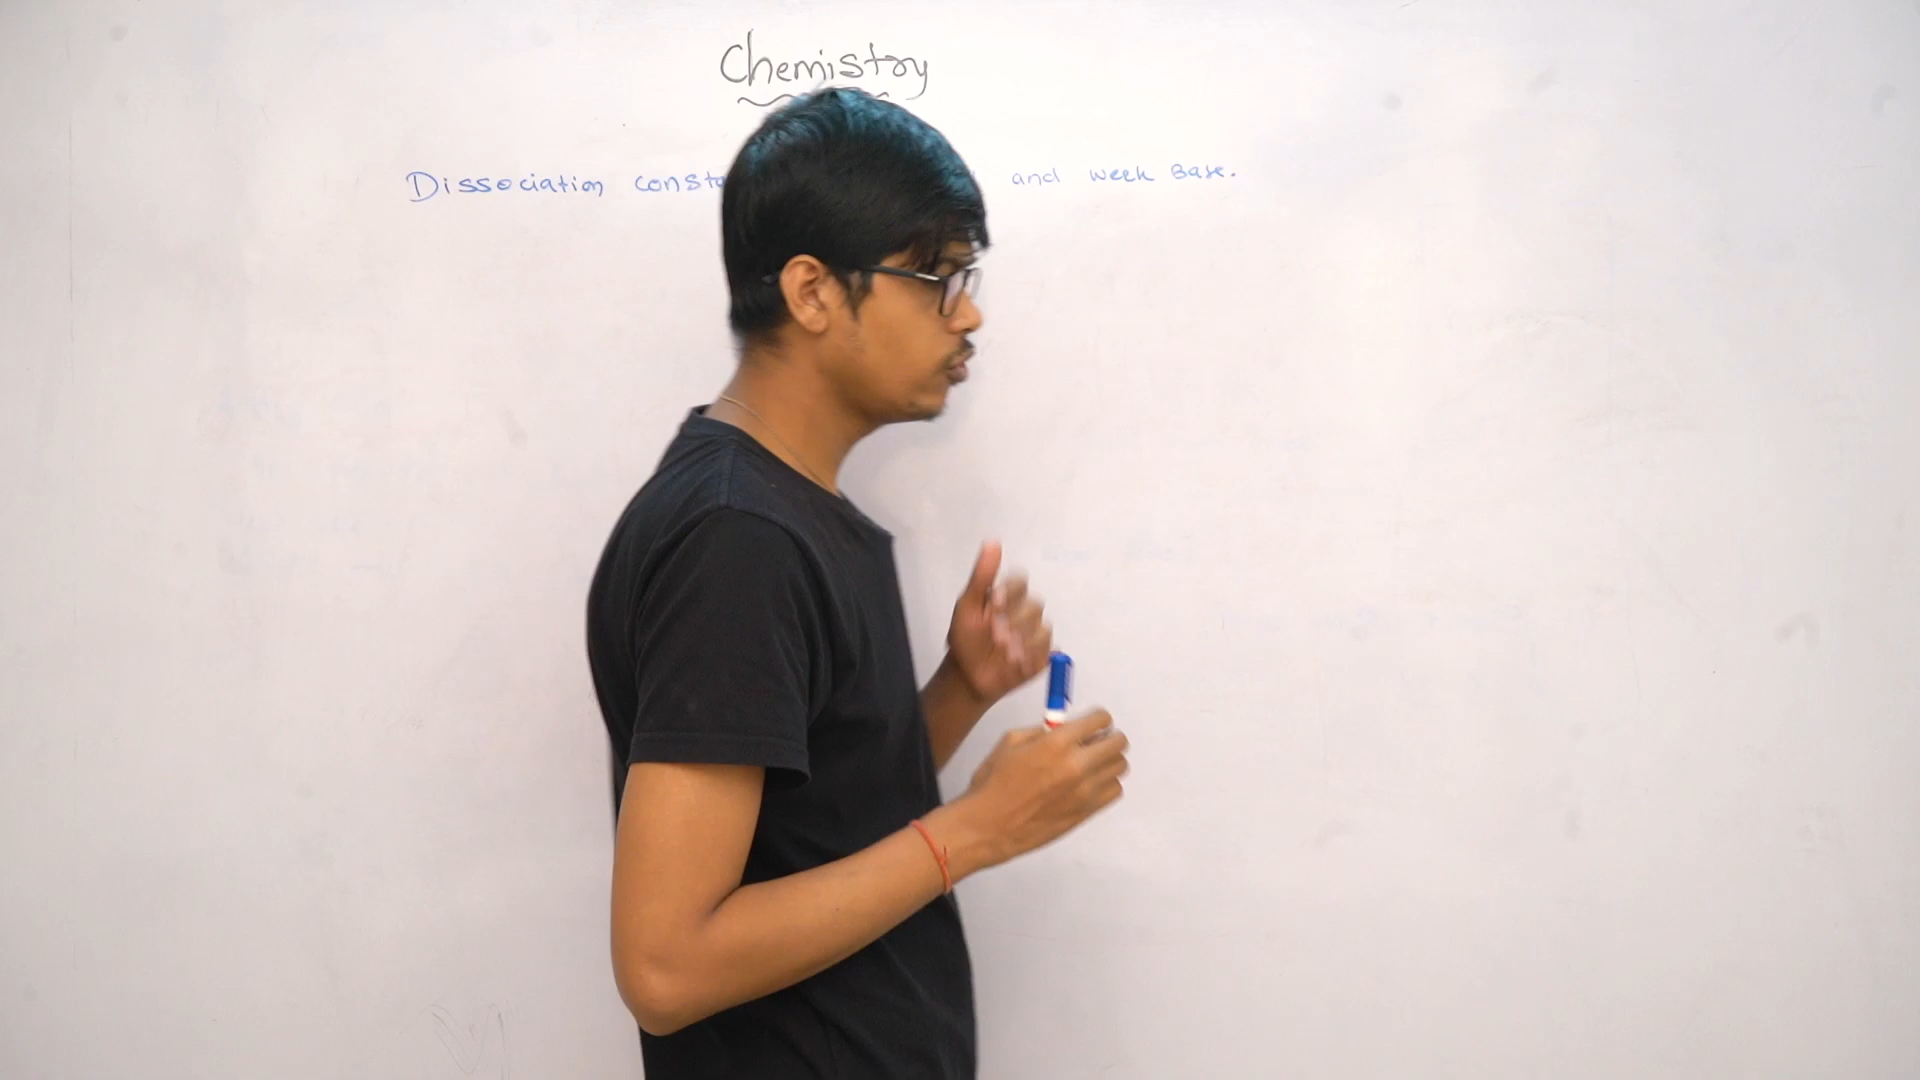 Chemistry
Dissociation consta and week Base.